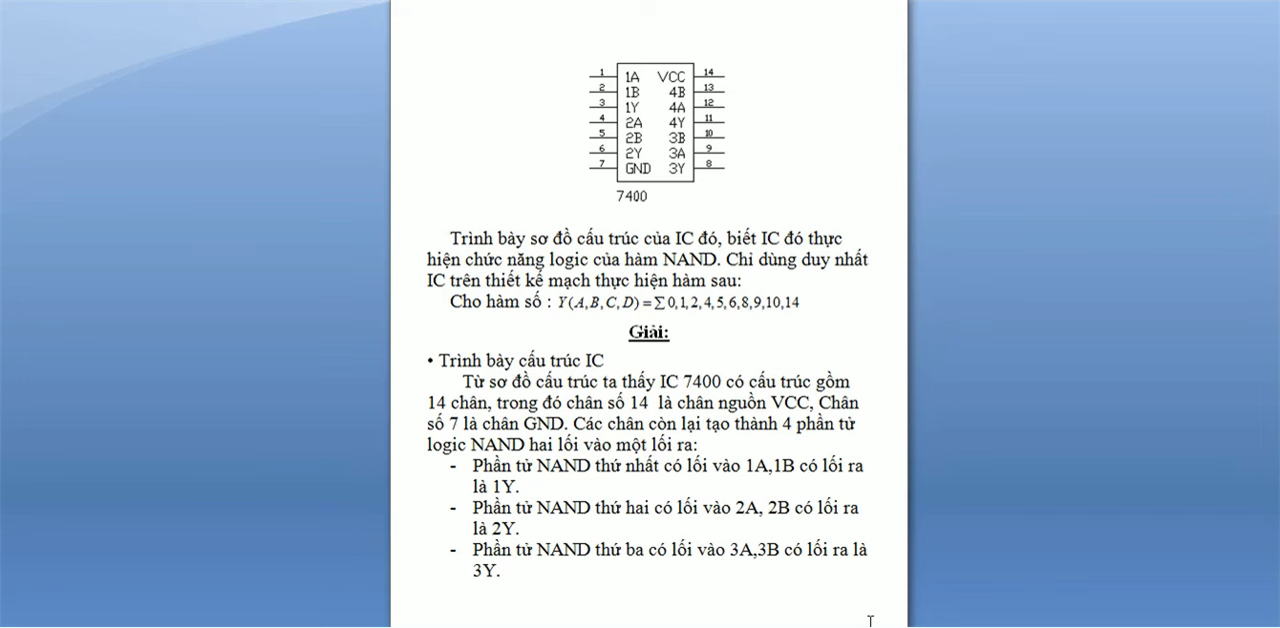 1 1A VCC 14
2 1B 4B 13
3 1Y 4A 12
4 2A 4Y 11
5 2B 3B 10
6 2Y 3A 9
7 GND 3Y 8
7400
Trình bày sơ đồ cấu trúc của IC đó, biết IC đó thực
hiện chức năng logic của hàm NAND. Chỉ dùng duy nhất
IC trên thiết kế mạch thực hiện hàm sau:
Cho hàm số : Y(A,B,C,D)=∑0,1,2,4,5,6,8,9,10,14
Giải:
• Trình bày cấu trúc IC
Từ sơ đồ cấu trúc ta thấy IC 7400 có cấu trúc gồm
14 chân, trong đó chân số 14 là chân nguồn VCC, Chân
số 7 là chân GND. Các chân còn lại tạo thành 4 phần tử
logic NAND hai lối vào một lối ra:
- Phần tử NAND thứ nhất có lối vào 1A,1B có lối ra
là 1Y.
- Phần tử NAND thứ hai có lối vào 2A, 2B có lối ra
là 2Y.
- Phần tử NAND thứ ba có lối vào 3A,3B có lối ra là
3Y.